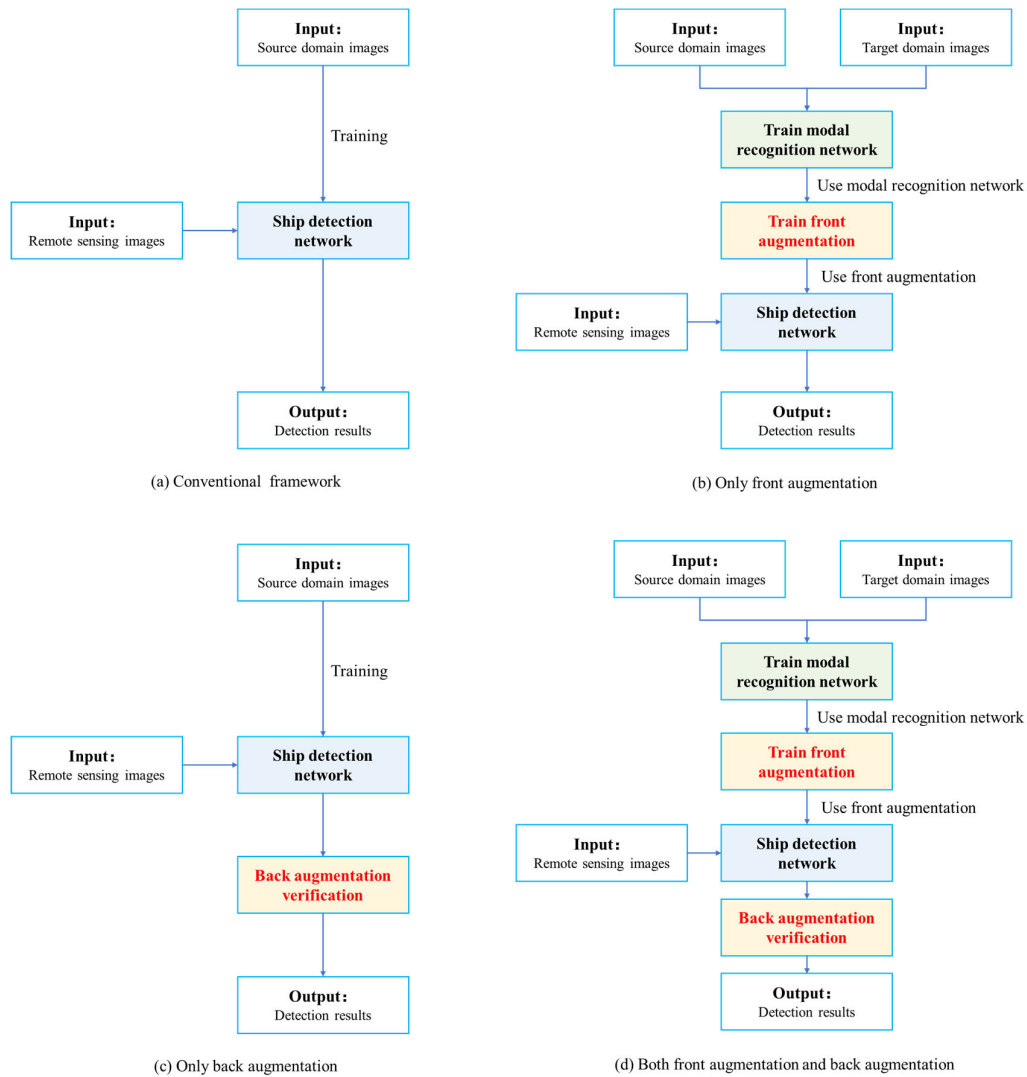 Input：
Source domain images
Training
Input：
Remote sensing images
Ship detection
network
Output：
Detection results
(a) Conventional framework
Input：
Source domain images
Input：
Target domain images
Train modal
recognition network
Use modal recognition network
Train front
augmentation
Use front augmentation
Input：
Remote sensing images
Ship detection
network
Output：
Detection results
(b) Only front augmentation
Input：
Source domain images
Training
Input：
Remote sensing images
Ship detection
network
Back augmentation
verification
Output：
Detection results
(c) Only back augmentation
Input：
Source domain images
Input：
Target domain images
Train modal
recognition network
Use modal recognition network
Train front
augmentation
Use front augmentation
Input：
Remote sensing images
Ship detection
network
Back augmentation
verification
Output：
Detection results
(d) Both front augmentation and back augmentation